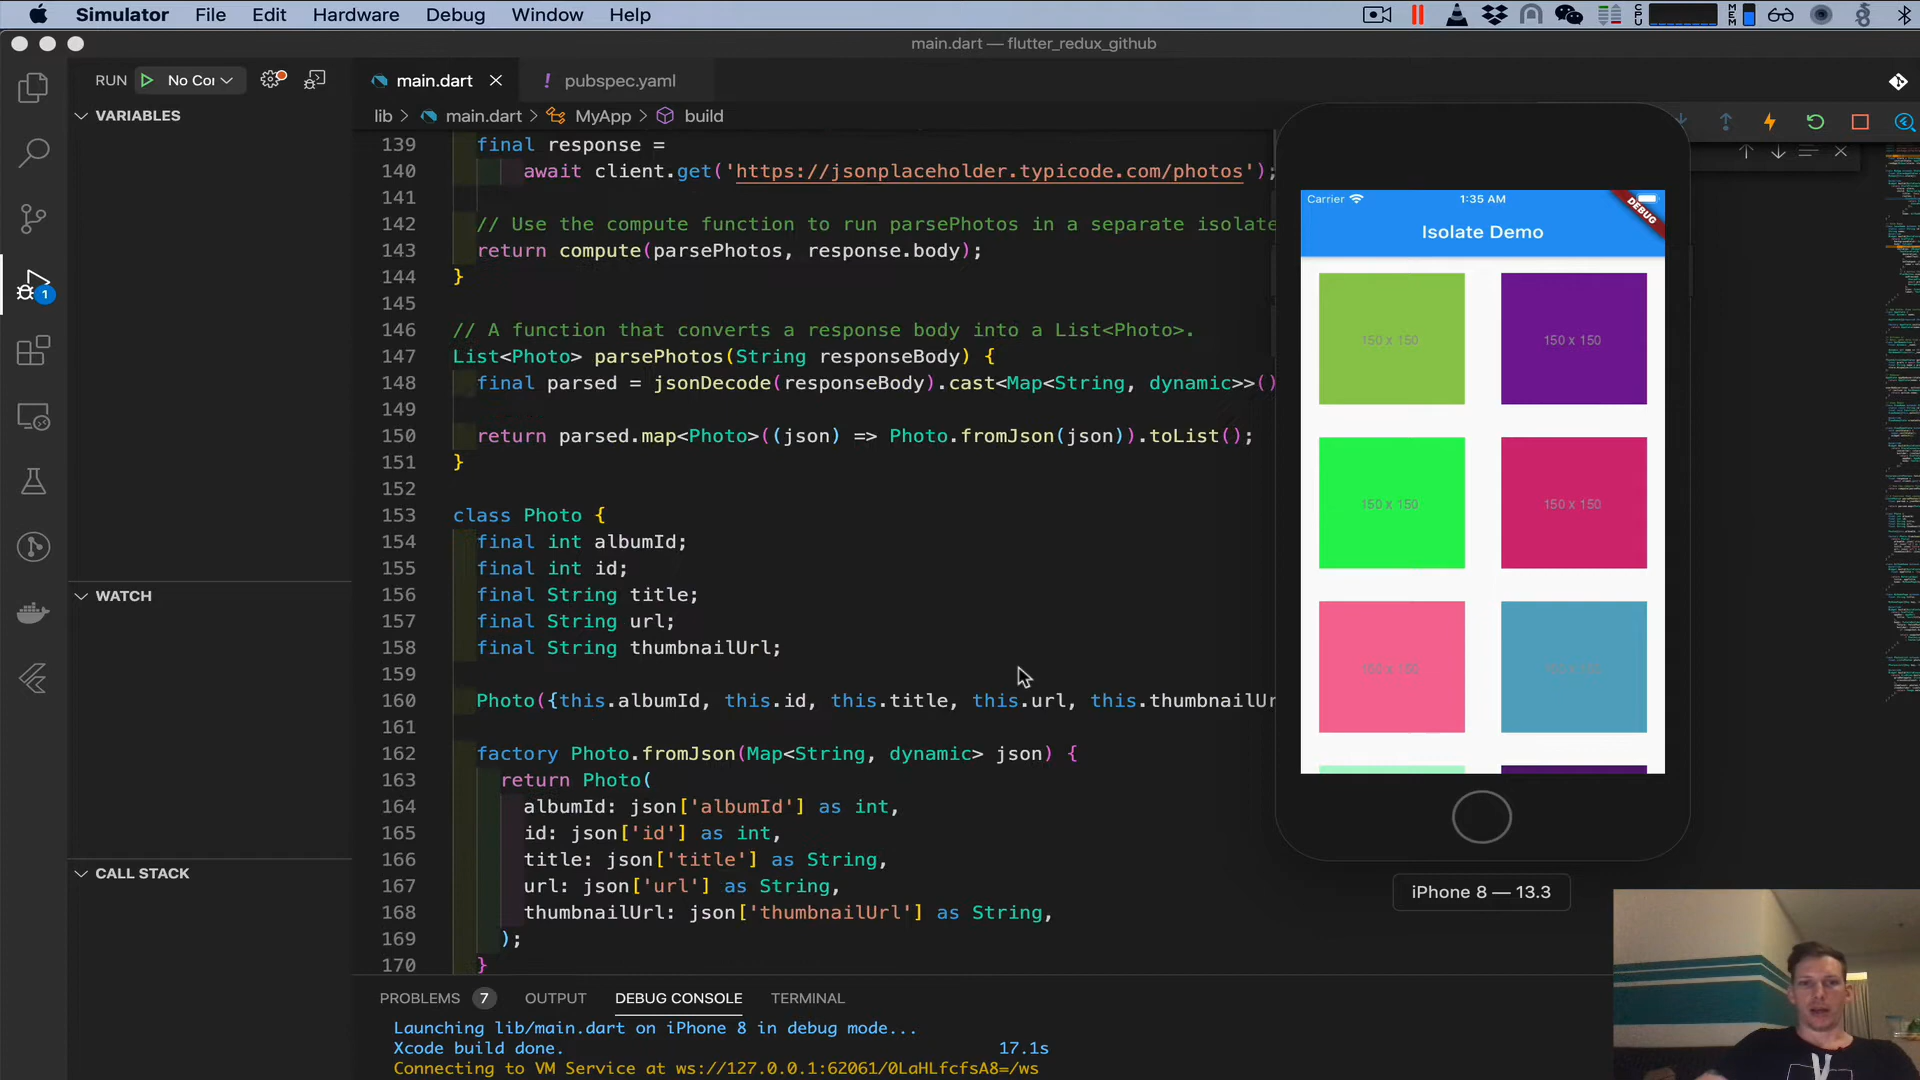 Simulator File Edit Hardware Debug Window Help
CPU MEM
main.dart — flutter_redux_github
RUN No Cor
main.dart
! pubspec.yaml
VARIABLES
lib > main.dart > MyApp > build
139 final response =
140 await client.get('https://jsonplaceholder.typicode.com/photos');
141
142 // Use the compute function to run parsePhotos in a separate isolate
143 return compute(parsePhotos, response.body);
144 }
145
146 // A function that converts a response body into a List<Photo>.
147 List<Photo> parsePhotos(String responseBody) {
148 final parsed = jsonDecode(responseBody).cast<Map<String, dynamic>>()
149
150 return parsed.map<Photo>((json) => Photo.fromJson(json)).toList();
151 }
152
153 class Photo {
154 final int albumId;
155 final int id;
156 final String title;
157 final String url;
158 final String thumbnailUrl;
159
160 Photo({this.albumId, this.id, this.title, this.url, this.thumbnailUr
161
162 factory Photo.fromJson(Map<String, dynamic> json) {
163 return Photo(
164 albumId: json['albumId'] as int,
165 id: json['id'] as int,
166 title: json['title'] as String,
167 url: json['url'] as String,
168 thumbnailUrl: json['thumbnailUrl'] as String,
169 );
170 }
1
WATCH
CALL STACK
Carrier 1:35 AM
DEBUG
Isolate Demo
150 x 150 150 x 150
150 x 150 150 x 150
150 x 150 150 x 150
iPhone 8 — 13.3
PROBLEMS 7 OUTPUT DEBUG CONSOLE TERMINAL
Launching lib/main.dart on iPhone 8 in debug mode...
Xcode build done. 17.1s
Connecting to VM Service at ws://127.0.0.1:62061/0LaHLfcfsA8=/ws